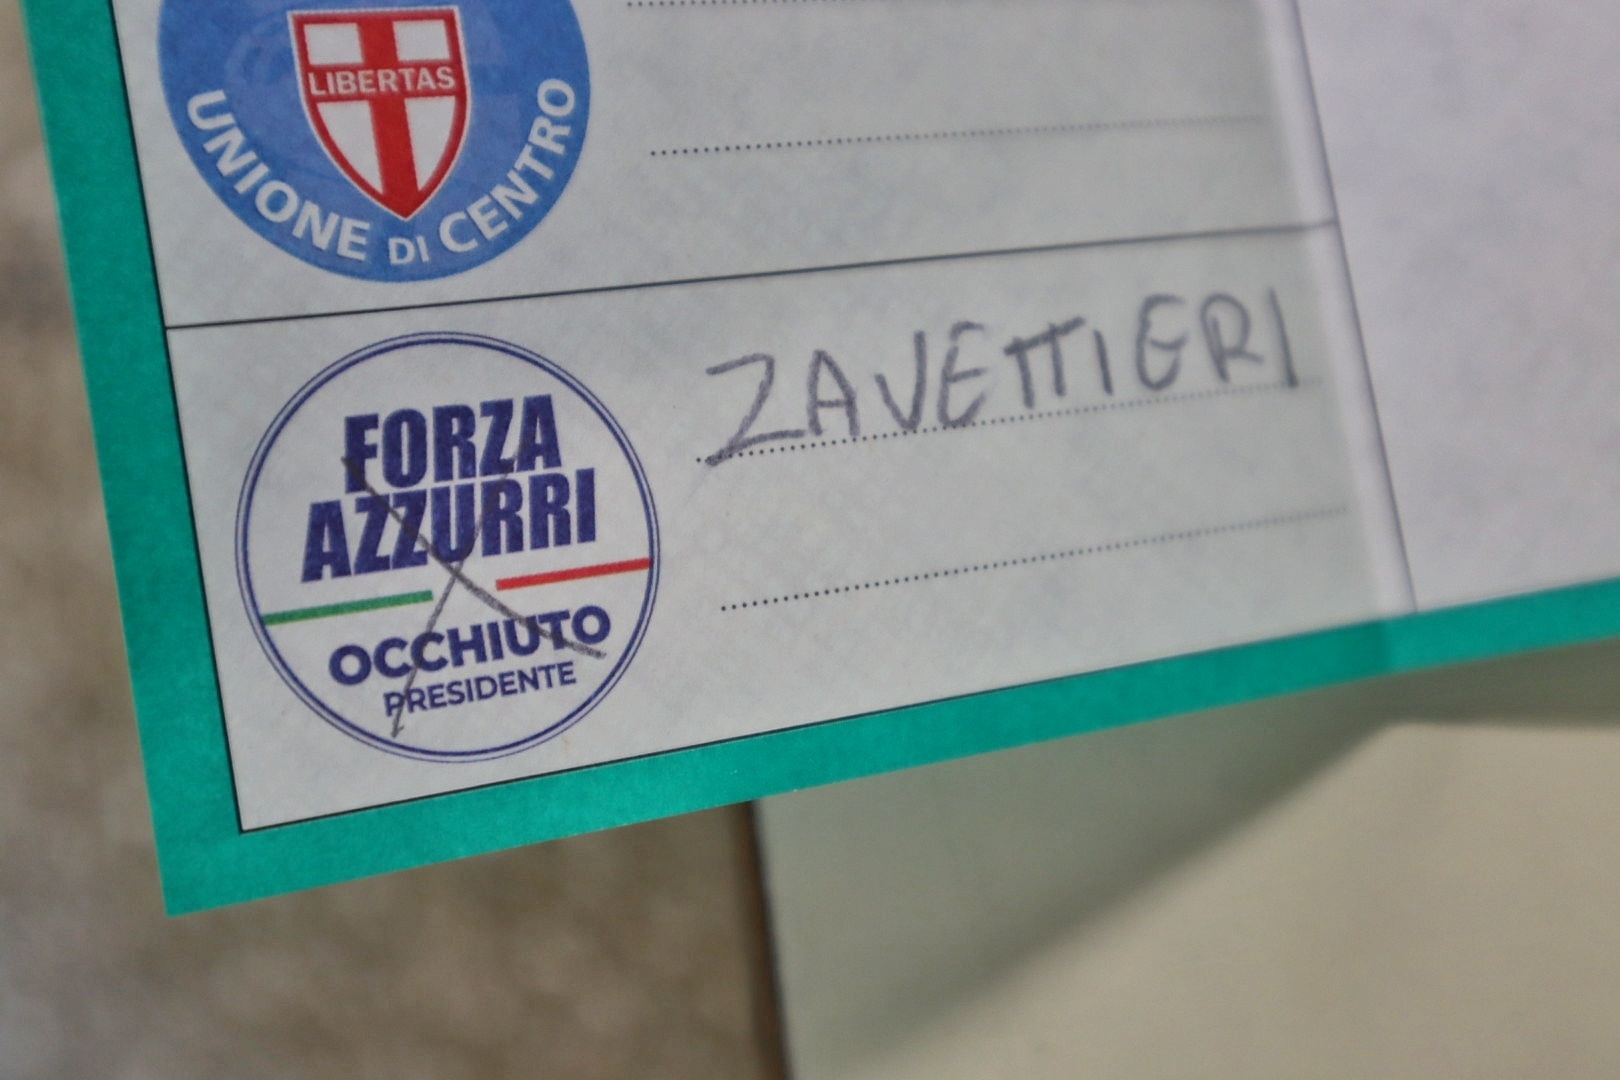 LIBERTAS
UNIONE DI CENTRO
ZAVETTIERI
FORZA
AZZURRI
OCCHIUTO
PRESIDENTE